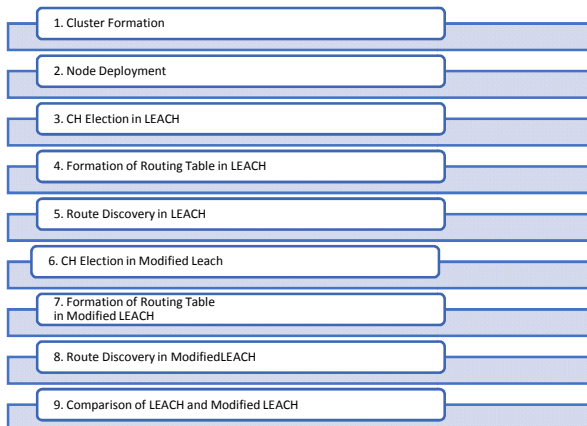 1. Cluster Formation
2. Node Deployment
3. CH Election in LEACH
4. Formation of Routing Table in LEACH
5. Route Discovery in LEACH
6. CH Election in Modified Leach
7. Formation of Routing Table
in Modified LEACH
8. Route Discovery in ModifiedLEACH
9. Comparison of LEACH and Modified LEACH